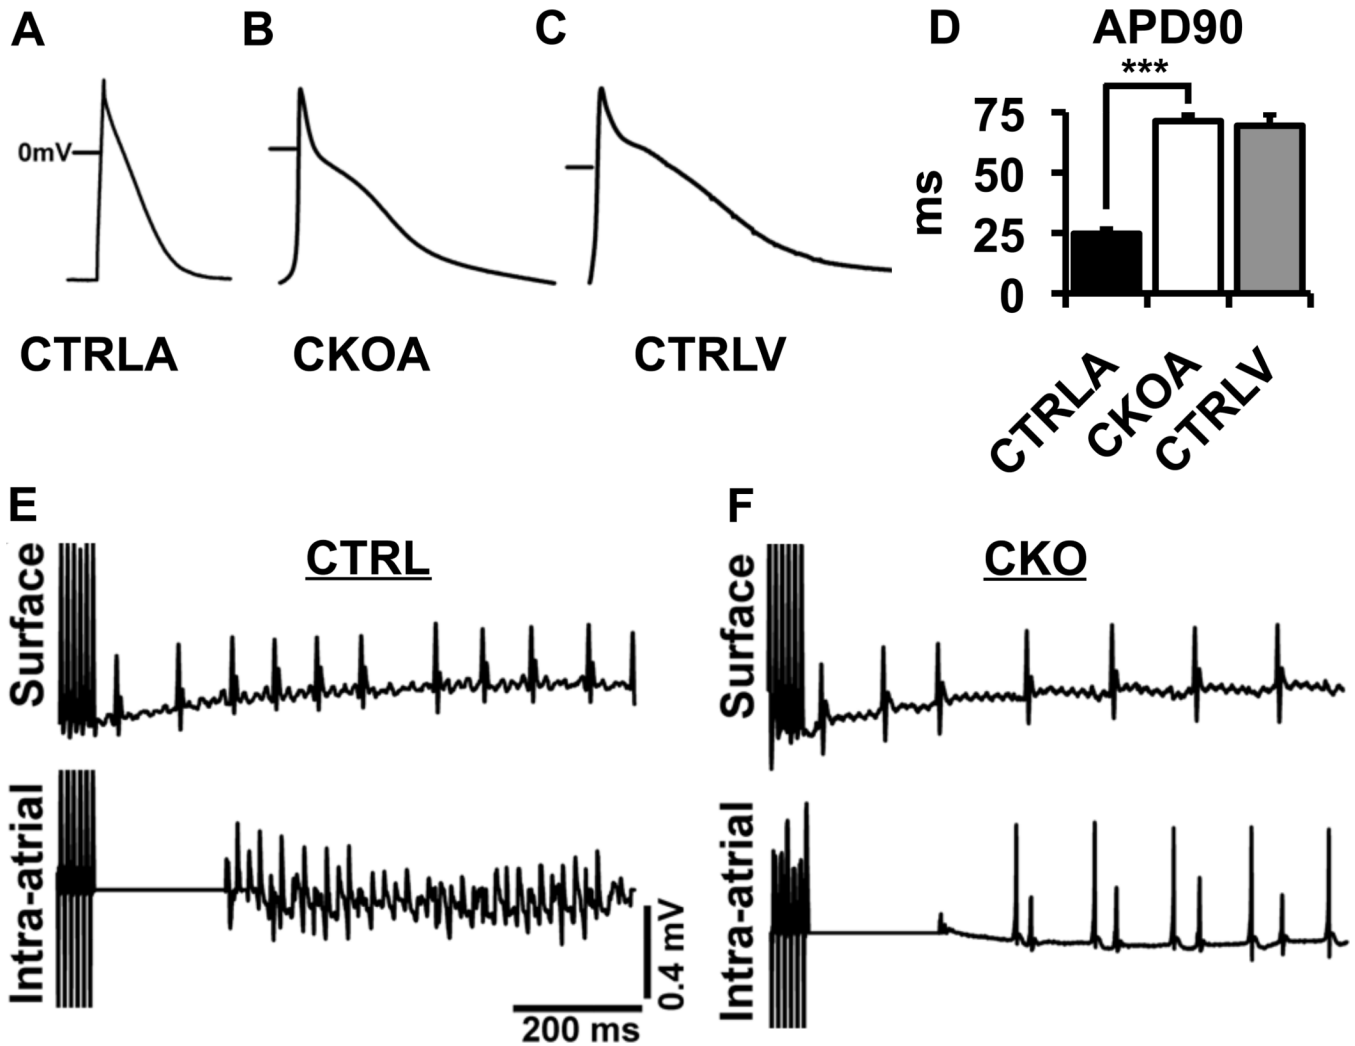 A
B
C
D
APD90
***
0mV
75
50
25
0
ms
CTRLA
CKOA
CTRLV
CTRLA
CKOA
CTRLV
E
CTRL
Surface
Intra-atrial
0.4 mV
200 ms
F
CKO
Surface
Intra-atrial